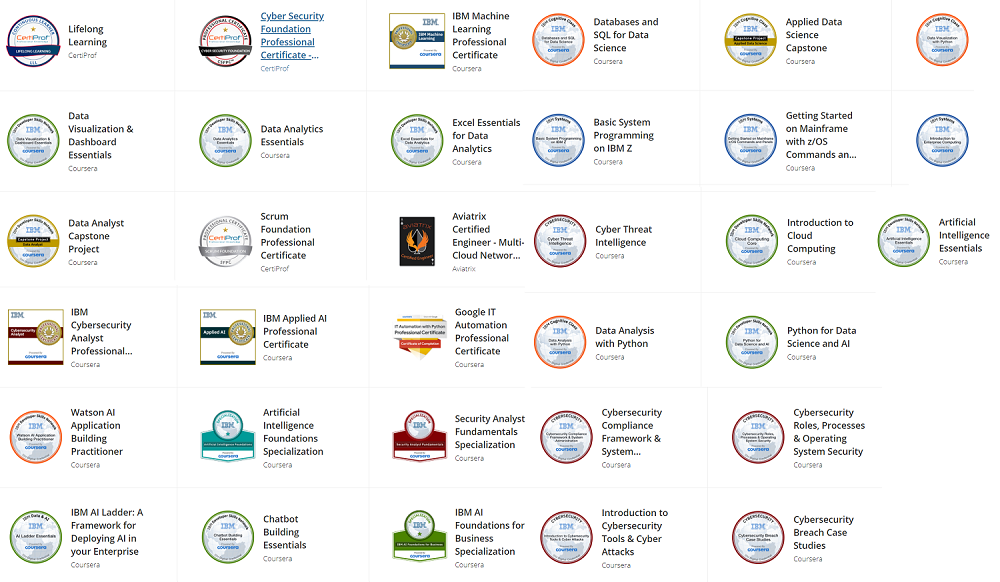 Lifelong
Learning
CertiProf
Cyber Security
Foundation
Professional
Certificate -...
CertiProf
IBM Machine
Learning
Professional
Certificate
Coursera
Databases and
SQL for Data
Science
Coursera
Applied Data
Science
Capstone
Coursera
Data
Visualization &
Dashboard
Essentials
Coursera
Data Analytics
Essentials
Coursera
Excel Essentials
for Data
Analytics
Coursera
Basic System
Programming
on IBM Z
Coursera
Getting Started
on Mainframe
with z/OS
Commands an...
Coursera
Data Analyst
Capstone
Project
Coursera
Scrum
Foundation
Professional
Certificate
CertiProf
Aviatrix
Certified
Engineer - Multi-
Cloud Networ...
Aviatrix
Cyber Threat
Intelligence
Coursera
Introduction to
Cloud
Computing
Coursera
Artificial
Intelligence
Essentials
Coursera
IBM
Cybersecurity
Analyst
Professional...
Coursera
IBM Applied AI
Professional
Certificate
Coursera
Google IT
Automation
Professional
Certificate
Coursera
Data Analysis
with Python
Coursera
Python for Data
Science and AI
Coursera
Watson AI
Application
Building
Practitioner
Coursera
Artificial
Intelligence
Foundations
Specialization
Coursera
Security Analyst
Fundamentals
Specialization
Coursera
Cybersecurity
Compliance
Framework &
System...
Coursera
Cybersecurity
Roles, Processes
& Operating
System Security
Coursera
IBM AI Ladder: A
Framework for
Deploying AI in
your Enterprise
Coursera
Chatbot
Building
Essentials
Coursera
IBM AI
Foundations for
Business
Specialization
Coursera
Introduction to
Cybersecurity
Tools & Cyber
Attacks
Coursera
Cybersecurity
Breach Case
Studies
Coursera